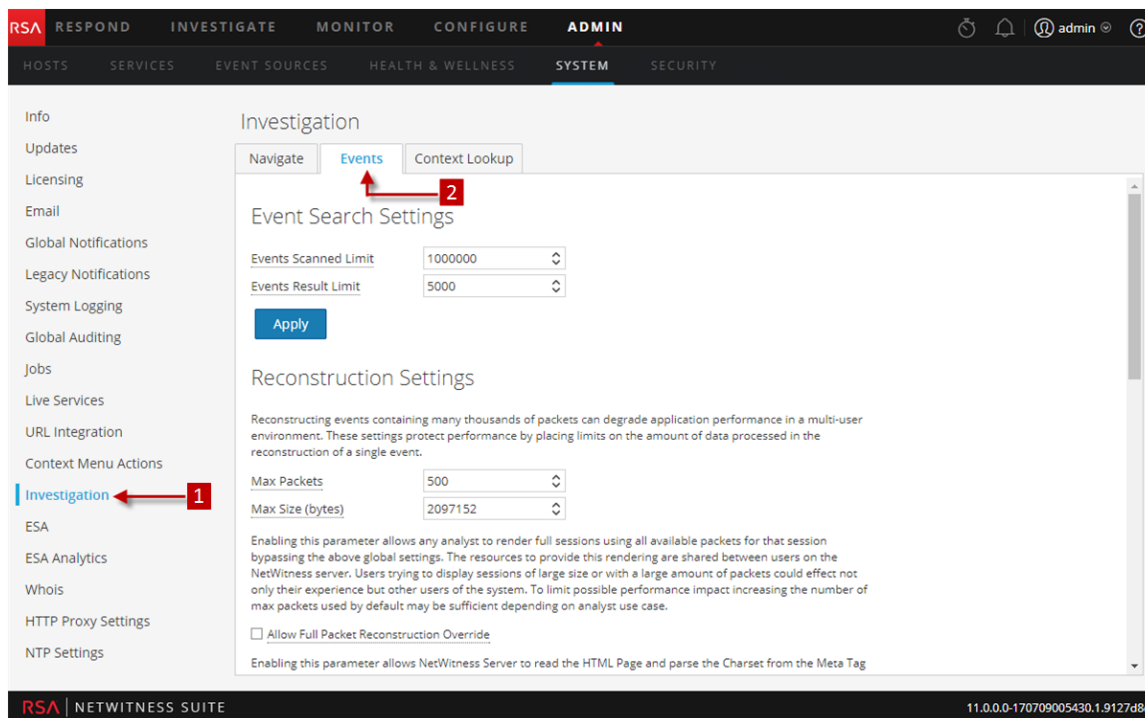 RSA RESPOND INVESTIGATE MONITOR CONFIGURE ADMIN admin
HOSTS SERVICES EVENT SOURCES HEALTH & WELLNESS SYSTEM SECURITY
Info
Updates
Licensing
Email
Global Notifications
Legacy Notifications
System Logging
Global Auditing
Jobs
Live Services
URL Integration
Context Menu Actions
Investigation 1
ESA
ESA Analytics
Whois
HTTP Proxy Settings
NTP Settings
Investigation
Navigate Events Context Lookup
2
Event Search Settings
Events Scanned Limit 1000000
Events Result Limit 5000
Apply
Reconstruction Settings
Reconstructing events containing many thousands of packets can degrade application performance in a multi-user
environment. These settings protect performance by placing limits on the amount of data processed in the
reconstruction of a single event.
Max Packets 500
Max Size (bytes) 2097152
Enabling this parameter allows any analyst to render full sessions using all available packets for that session
bypassing the above global settings. The resources to provide this rendering are shared between users on the
NetWitness server. Users trying to display sessions of large size or with a large amount of packets could effect not
only their experience but other users of the system. To limit possible performance impact increasing the number of
max packets used by default may be sufficient depending on analyst use case.
Allow Full Packet Reconstruction Override
Enabling this parameter allows NetWitness Server to read the HTML Page and parse the Charset from the Meta Tag
RSA | NETWITNESS SUITE 11.0.0.0-170709005430.1.9127d8